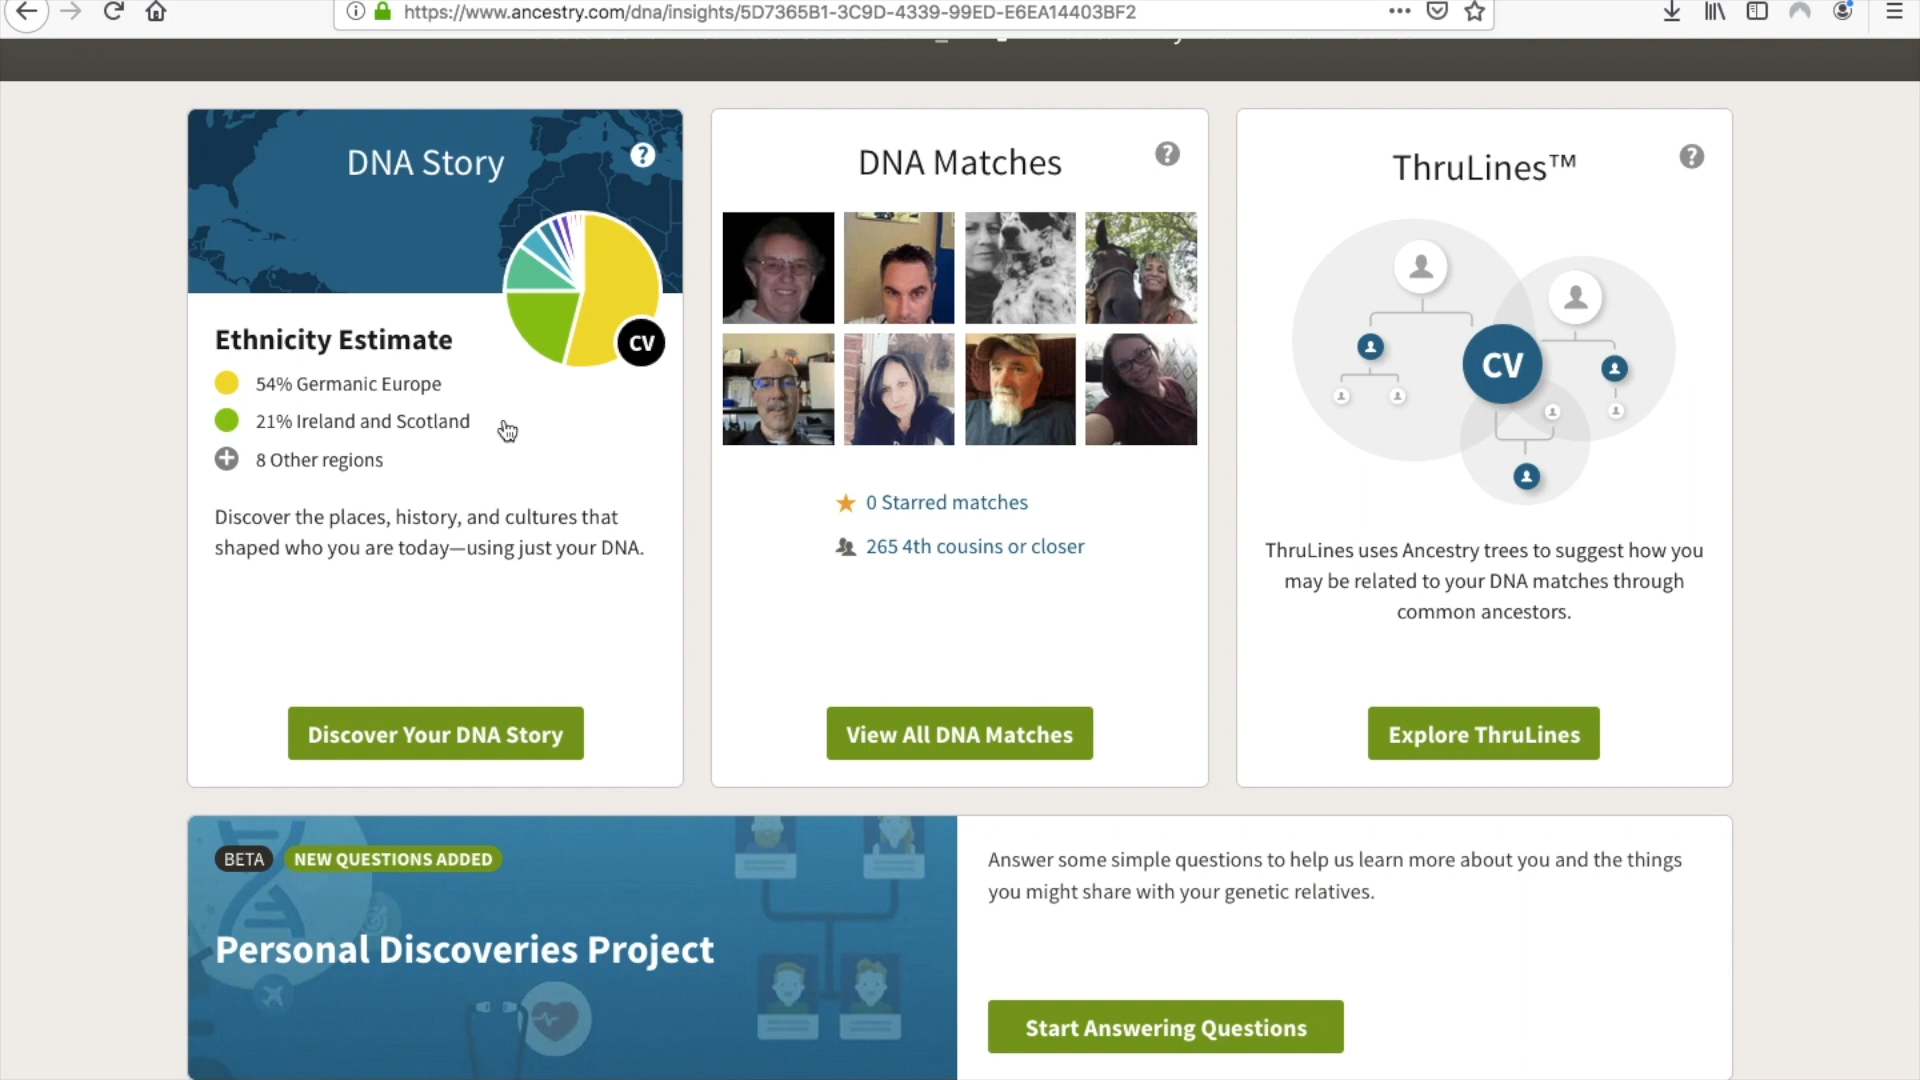 https://www.ancestry.com/dna/insights/5D7365B1-3C9D-4339-99ED-E6EA14403BF2
DNA Story
?
CV
Ethnicity Estimate
54% Germanic Europe
21% Ireland and Scotland
8 Other regions
Discover the places, history, and cultures that
shaped who you are today—using just your DNA.
Discover Your DNA Story
DNA Matches
?
0 Starred matches
265 4th cousins or closer
View All DNA Matches
ThruLines™
?
CV
ThruLines uses Ancestry trees to suggest how you
may be related to your DNA matches through
common ancestors.
Explore ThruLines
BETA
NEW QUESTIONS ADDED
Personal Discoveries Project
Answer some simple questions to help us learn more about you and the things
you might share with your genetic relatives.
Start Answering Questions